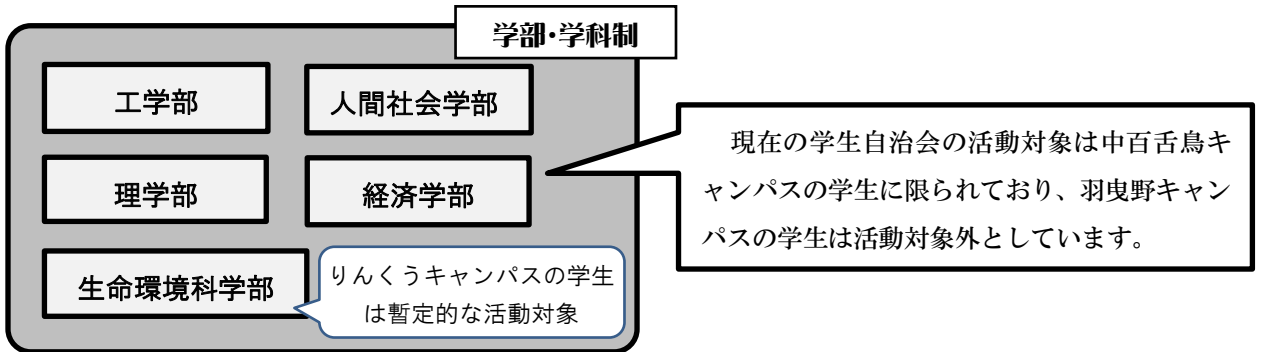 学部・学科制
工学部
人間社会学部
理学部
経済学部
生命環境科学部
りんくうキャンパスの学生
は暫定的な活動対象
現在の学生自治会の活動対象は中百舌鳥キ
ャンパスの学生に限られており、羽曳野キャン
パスの学生は活動対象外としています。